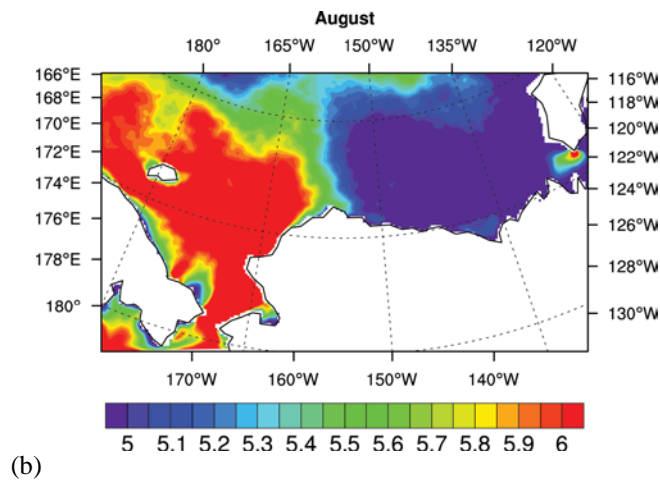 August
180° 165°W 150°W 135°W 120°W
166°E 116°W
168°E 118°W
170°E 120°W
172°E 122°W
174°E 124°W
176°E 126°W
178°E 128°W
180° 130°W
170°W 160°W 150°W 140°W
5 5.1 5.2 5.3 5.4 5.5 5.6 5.7 5.8 5.9 6
(b)